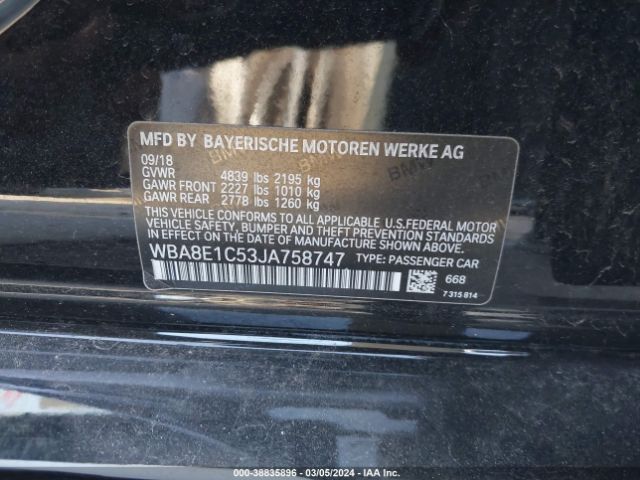 MFD BY BAYERISCHE MOTOREN WERKE AG
09/18
GVWR 4839 lbs 2195 kg
GAWR FRONT 2227 lbs 1010 kg
GAWR REAR 2778 lbs 1260 kg
THIS VEHICLE CONFORMS TO ALL APPLICABLE U.S.FEDERAL MOTOR
VEHICLE SAFETY, BUMPER AND THEFT PREVENTION STANDARDS
IN EFFECT ON THE DATE OF MANUFACTURE SHOWN ABOVE.
WBA8E1C53JA758747 TYPE: PASSENGER CAR
668
7 315 814
000-38835896 - 03/05/2024 - IAA Inc.